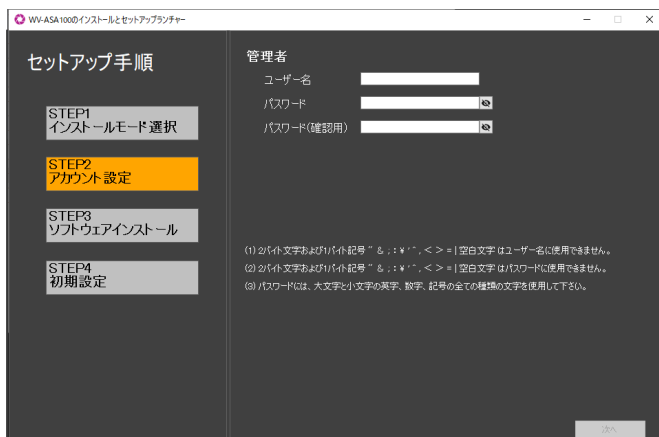 WV-ASA100のインストールとセットアップランチャー
セットアップ手順
STEP1
インストールモード選択
STEP2
アカウント設定
STEP3
ソフトウェアインストール
STEP4
初期設定
管理者
ユーザー名
パスワード
パスワード(確認用)
(1) 2バイト文字および1バイト記号 " & ; : ¥ ' ^ , < > = | 空白文字 はユーザー名に使用できません。
(2) 2バイト文字および1バイト記号 " & ; : ¥ ' ^ , < > = | 空白文字 はパスワードに使用できません。
(3) パスワードには、大文字と小文字の英字、数字、記号の全ての種類の文字を使用して下さい。
次へ